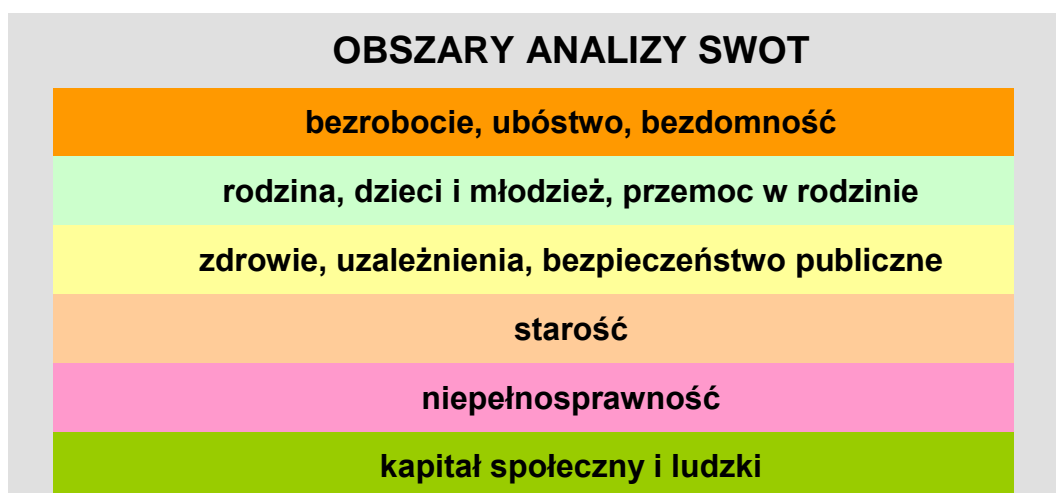 OBSZARY ANALIZY SWOT
bezrobocie, ubóstwo, bezdomność
rodzina, dzieci i młodzież, przemoc w rodzinie
zdrowie, uzależnienia, bezpieczeństwo publiczne
starość
niepełnosprawność
kapitał społeczny i ludzki